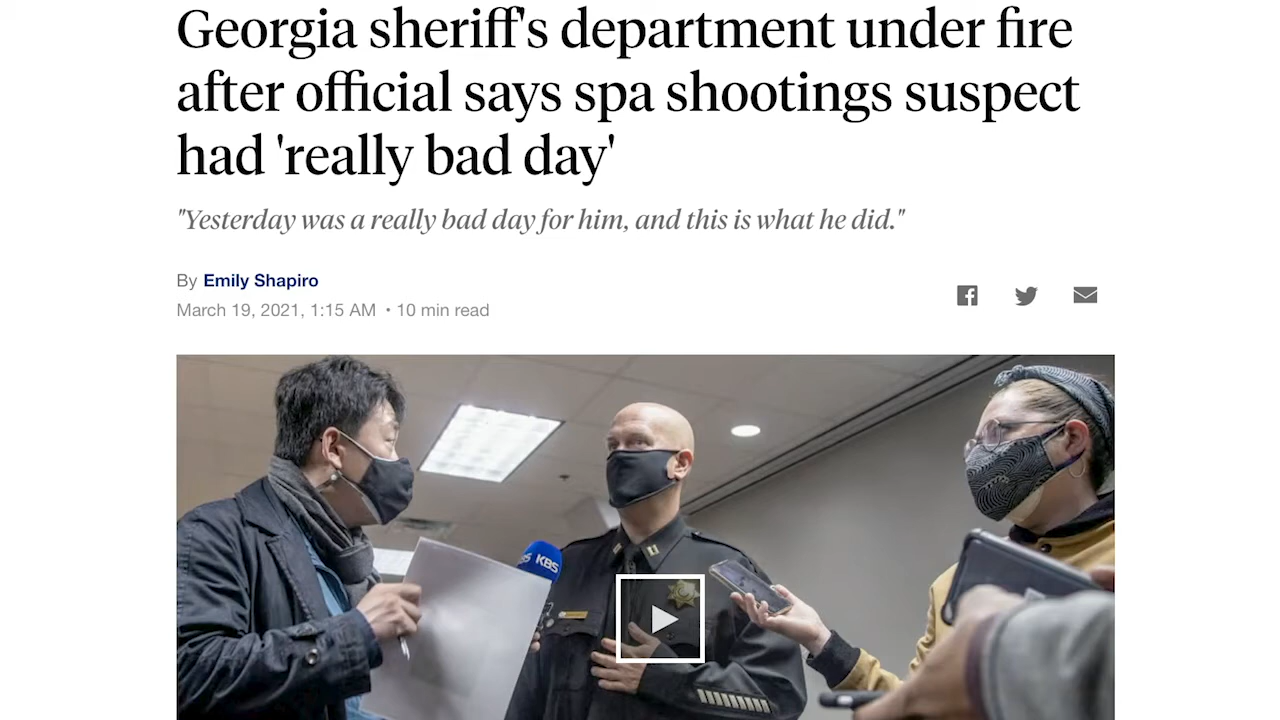 Georgia sheriff's department under fire
after official says spa shootings suspect
had 'really bad day'
"Yesterday was a really bad day for him, and this is what he did."
By Emily Shapiro
March 19, 2021, 1:15 AM • 10 min read
KBS